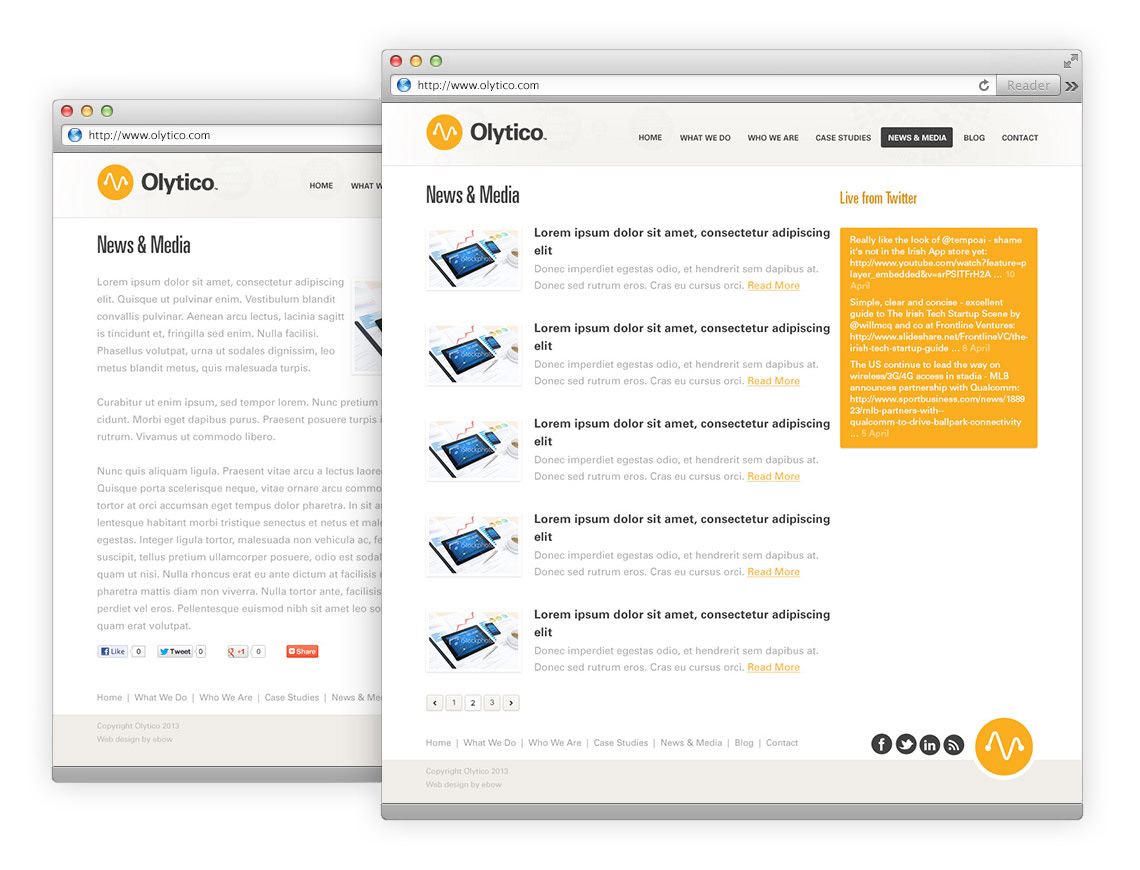 http://www.olytico.com
Olytico™
HOME
WHAT W
News & Media
Lorem ipsum dolor sit amet, consectetur adipiscing
elit. Quisque ut pulvinar enim. Vestibulum blandit
convallis pulvinar. Aenean arcu lectus, lacinia sagitt
is tincidunt et, fringilla sed enim. Nulla facilisi.
Phasellus volutpat, urna ut sodales dignissim, leo
metus blandit metus, quis malesuada turpis.
Curabitur ut enim ipsum, sed tempor lorem. Nunc pretium
cidunt. Morbi eget dapibus purus. Praesent posuere turpis
rutrum. Vivamus ut commodo libero.
Nunc quis aliquam ligula. Praesent vitae arcu a lectus laore
Quisque porta scelerisque neque, vitae ornare arcu commo
tortor at orci accumsan eget tempus dolor pharetra. In sit a
lentesque habitant morbi tristique senectus et netus et male
egestas. Integer ligula tortor, malesuada non vehicula ac, fe
suscipit, tellus pretium ullamcorper posuere, odio est sodal
quam ut nisi. Nulla rhoncus erat eu ante dictum at facilisis
pharetra mattis diam non viverra. Nulla tortor ante, facilisis
perdiet vel eros. Pellentesque euismod nibh sit amet leo so
quam erat volutpat.
Like 0 Tweet 0 +1 0 Share
Home | What We Do | Who We Are | Case Studies | News & Me
Copyright Olytico 2013
Web design by ebow
http://www.olytico.com
Reader
Olytico™
HOME WHAT WE DO WHO WE ARE CASE STUDIES NEWS & MEDIA BLOG CONTACT
News & Media
Lorem ipsum dolor sit amet, consectetur adipiscing
elit
Donec imperdiet egestas odio, et hendrerit sem dapibus at.
Donec sed rutrum eros. Cras eu cursus orci. Read More
iStockphoto
Lorem ipsum dolor sit amet, consectetur adipiscing
elit
Donec imperdiet egestas odio, et hendrerit sem dapibus at.
Donec sed rutrum eros. Cras eu cursus orci. Read More
iStockphoto
Lorem ipsum dolor sit amet, consectetur adipiscing
elit
Donec imperdiet egestas odio, et hendrerit sem dapibus at.
Donec sed rutrum eros. Cras eu cursus orci. Read More
iStockphoto
Lorem ipsum dolor sit amet, consectetur adipiscing
elit
Donec imperdiet egestas odio, et hendrerit sem dapibus at.
Donec sed rutrum eros. Cras eu cursus orci. Read More
iStockphoto
Lorem ipsum dolor sit amet, consectetur adipiscing
elit
Donec imperdiet egestas odio, et hendrerit sem dapibus at.
Donec sed rutrum eros. Cras eu cursus orci. Read More
iStockphoto
‹ 1 2 3 ›
Live from Twitter
Really like the look of @tempoai - shame
it's not in the Irish App store yet:
http://www.youtube.com/watch?feature=p
layer_embedded&v=srPSITFrH2A ... 10
April
Simple, clear and concise - excellent
guide to The Irish Tech Startup Scene by
@willmcq and co at Frontline Ventures:
http://www.slideshare.net/FrontlineVC/the-
irish-tech-startup-guide ... 8 April
The US continue to lead the way on
wireless/3G/4G access in stadia - MLB
announces partnership with Qualcomm:
http://www.sportbusiness.com/news/1889
23/mlb-partners-with--
qualcomm-to-drive-ballpark-connectivity
... 5 April
Home | What We Do | Who We Are | Case Studies | News & Media | Blog | Contact
Copyright Olytico 2013
Web design by ebow